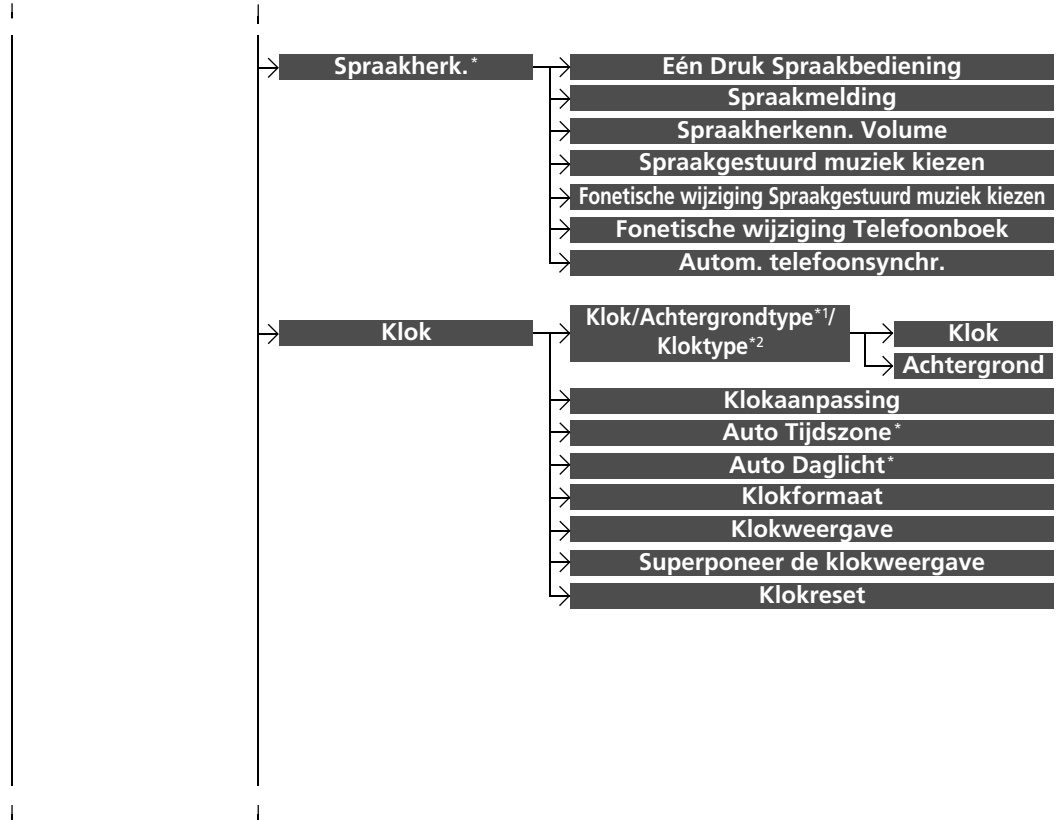 Spraakherk.*
Eén Druk Spraakbediening
Spraakmelding
Spraakherkenn. Volume
Spraakgestuurd muziek kiezen
Fonetische wijziging Spraakgestuurd muziek kiezen
Fonetische wijziging Telefoonboek
Autom. telefoonsynchr.
Klok
Klok/Achtergrondtype*1/
Kloktype*2
Klok
Achtergrond
Klokaanpassing
Auto Tijdszone*
Auto Daglicht*
Klokformaat
Klokweergave
Superponeer de klokweergave
Klokreset